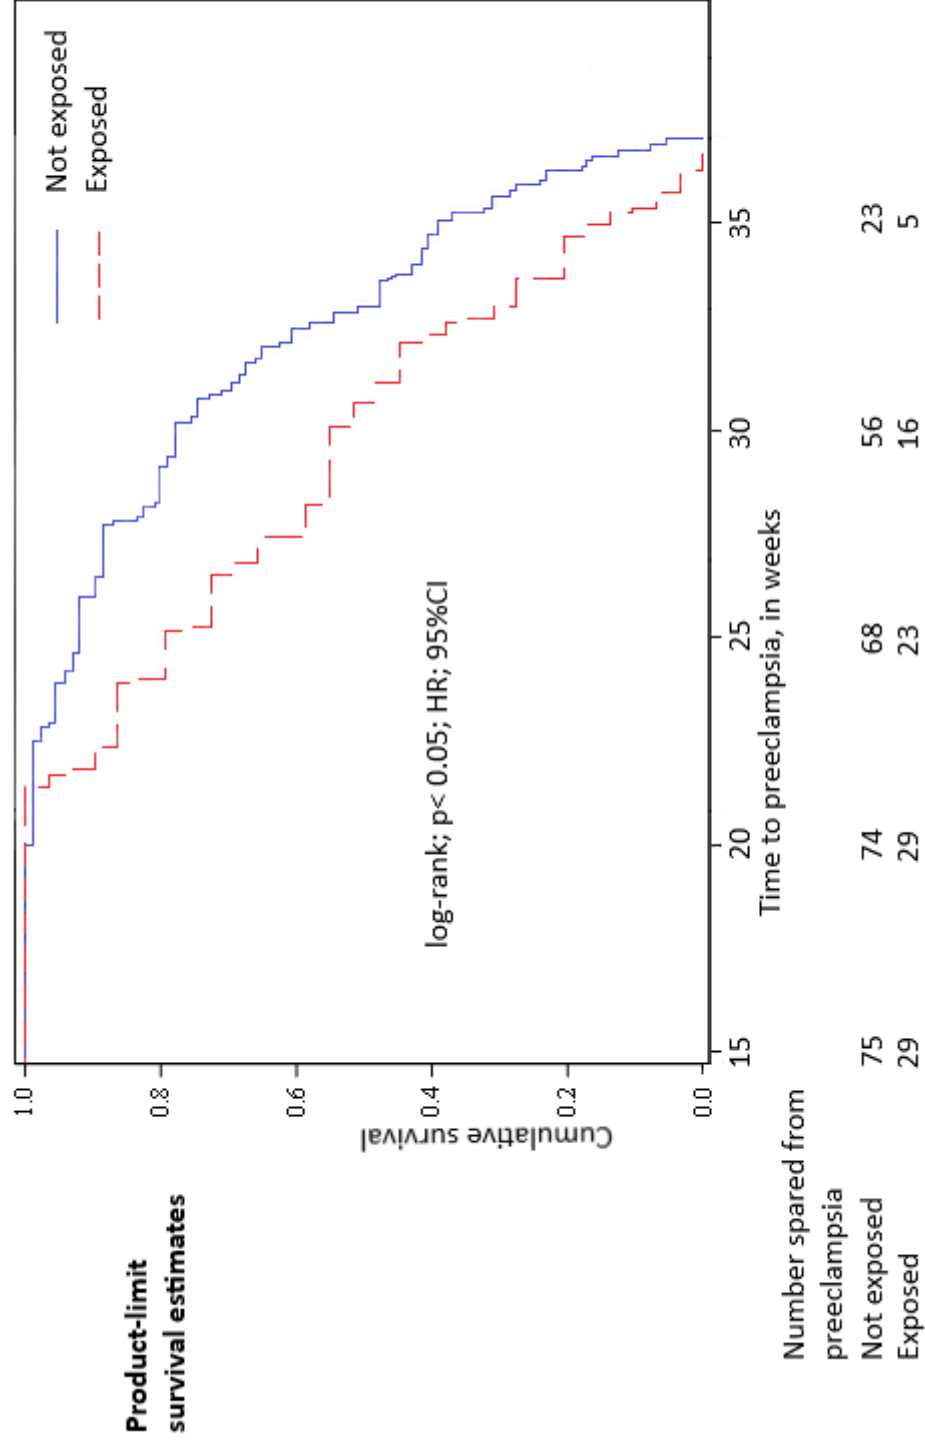 Product-limit
survival estimates
Not exposed
Exposed
Cumulative survival
1.0
0.8
0.6
0.4
0.2
0.0
log-rank; p< 0.05; HR; 95%CI
15 20 25 30 35
Time to preeclampsia, in weeks
Number spared from
preeclampsia
Not exposed 75 74 68 56 23
Exposed 29 29 23 16 5